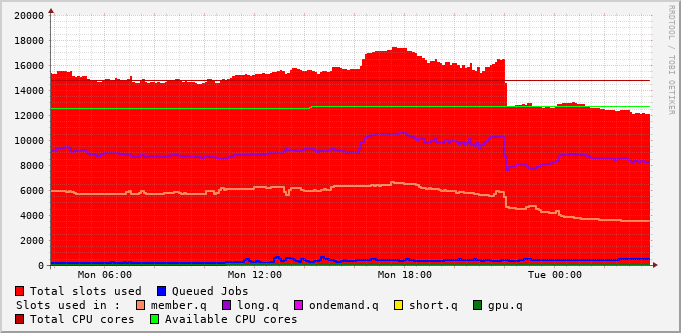 20000
18000
16000
14000
12000
10000
8000
6000
4000
2000
0
Mon 06:00 Mon 12:00 Mon 18:00 Tue 00:00
Total slots used Queued Jobs
Slots used in : member.q long.q ondemand.q short.q gpu.q
Total CPU cores Available CPU cores
RRDTOOL / TOBI OETIKER